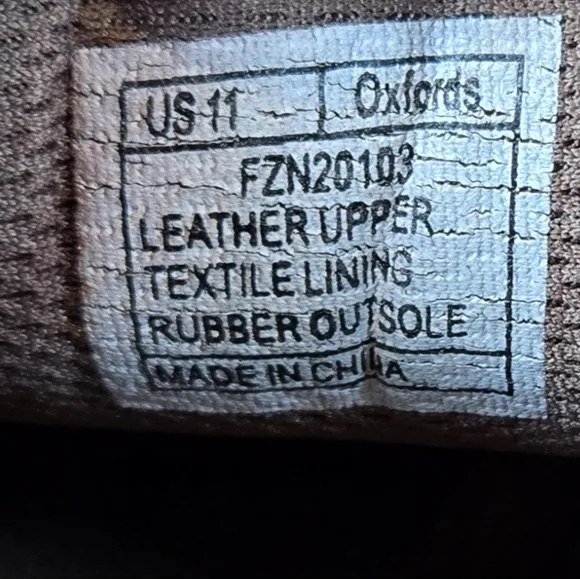 US 11 Oxfords
FZN20103
LEATHER UPPER
TEXTILE LINING
RUBBER OUTSOLE
MADE IN CHINA